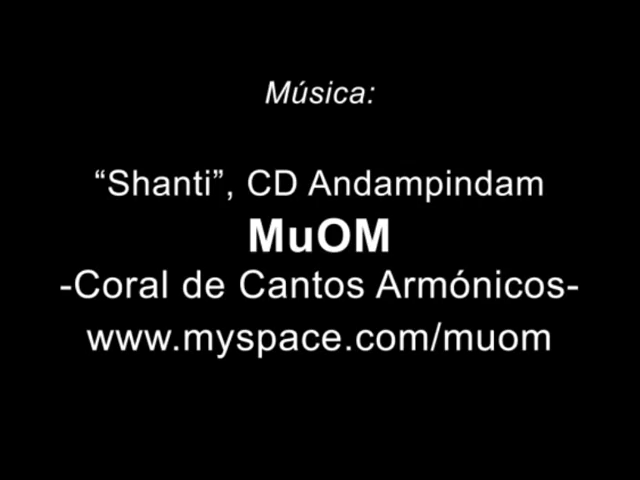 Música:
“Shanti”, CD Andampindam
MuOM
-Coral de Cantos Armónicos-
www.myspace.com/muom